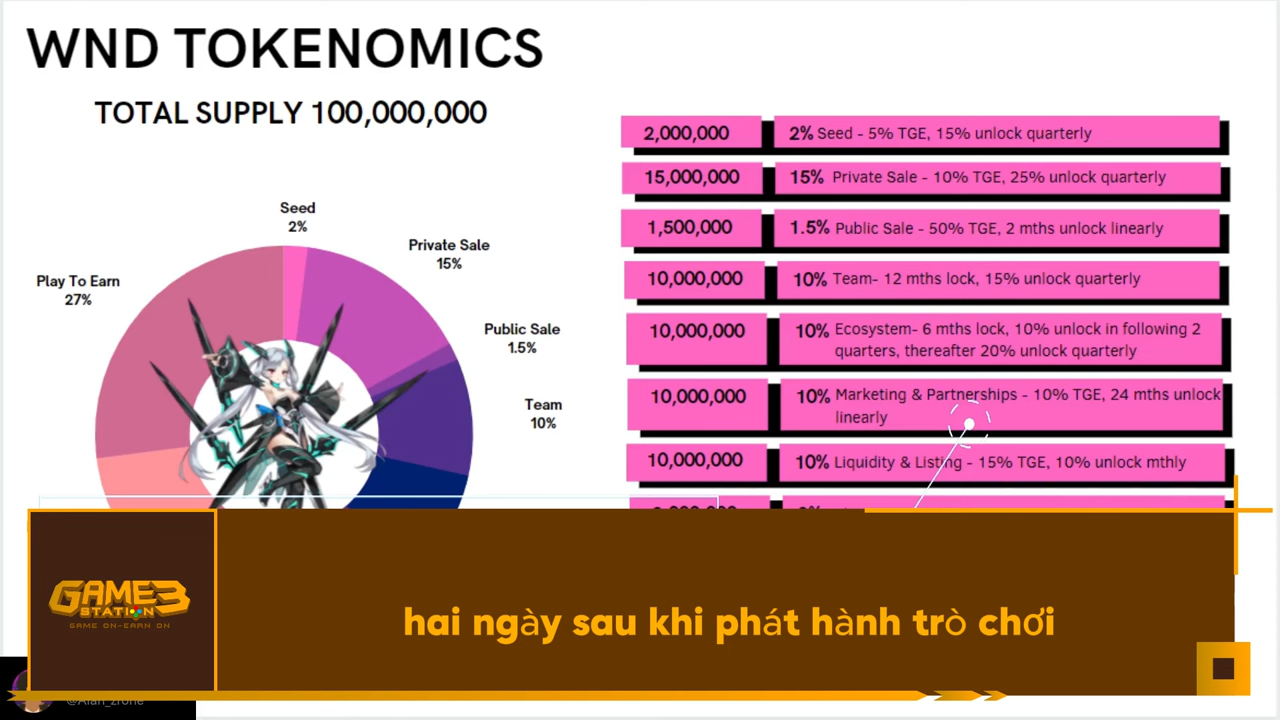 WND TOKENOMICS
TOTAL SUPPLY 100,000,000
Seed
2%
Private Sale
15%
Play To Earn
27%
Public Sale
1.5%
Team
10%
2,000,000 2% Seed - 5% TGE, 15% unlock quarterly
15,000,000 15% Private Sale - 10% TGE, 25% unlock quarterly
1,500,000 1.5% Public Sale - 50% TGE, 2 mths unlock linearly
10,000,000 10% Team- 12 mths lock, 15% unlock quarterly
10,000,000 10% Ecosystem- 6 mths lock, 10% unlock in following 2
quarters, thereafter 20% unlock quarterly
10,000,000 10% Marketing & Partnerships - 10% TGE, 24 mths unlock
linearly
10,000,000 10% Liquidity & Listing - 15% TGE, 10% unlock mthly
GAME3
STATION
GAME ON-EARN ON
hai ngày sau khi phát hành trò chơi